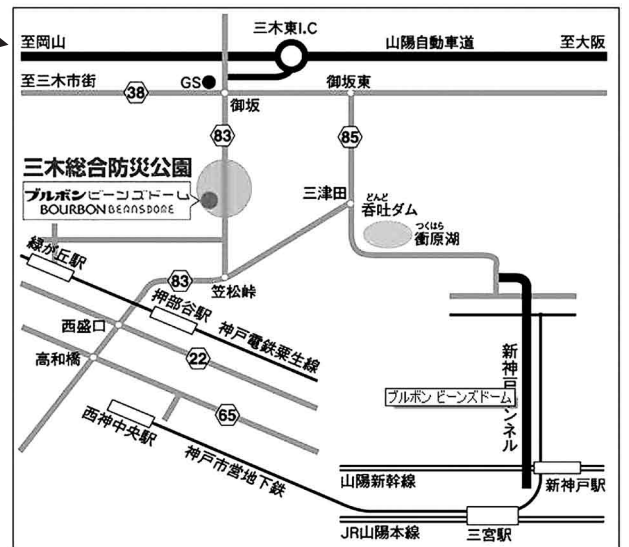 三木東I.C
至岡山
山陽自動車道
至大阪
至三木市街
GS
御坂東
38
御坂
83
85
三木総合防災公園
ブルボンビーンズドーム
BOURBON BEANSDOME
三津田
どんど
呑吐ダム
つくはら
衝原湖
緑が丘駅
83
笠松峠
押部谷駅
西盛口
神戸電鉄粟生線
高和橋
22
新神戸トンネル
ブルボン ビーンズドーム
65
西神中央駅
神戸市営地下鉄
山陽新幹線
新神戸駅
JR山陽本線
三宮駅